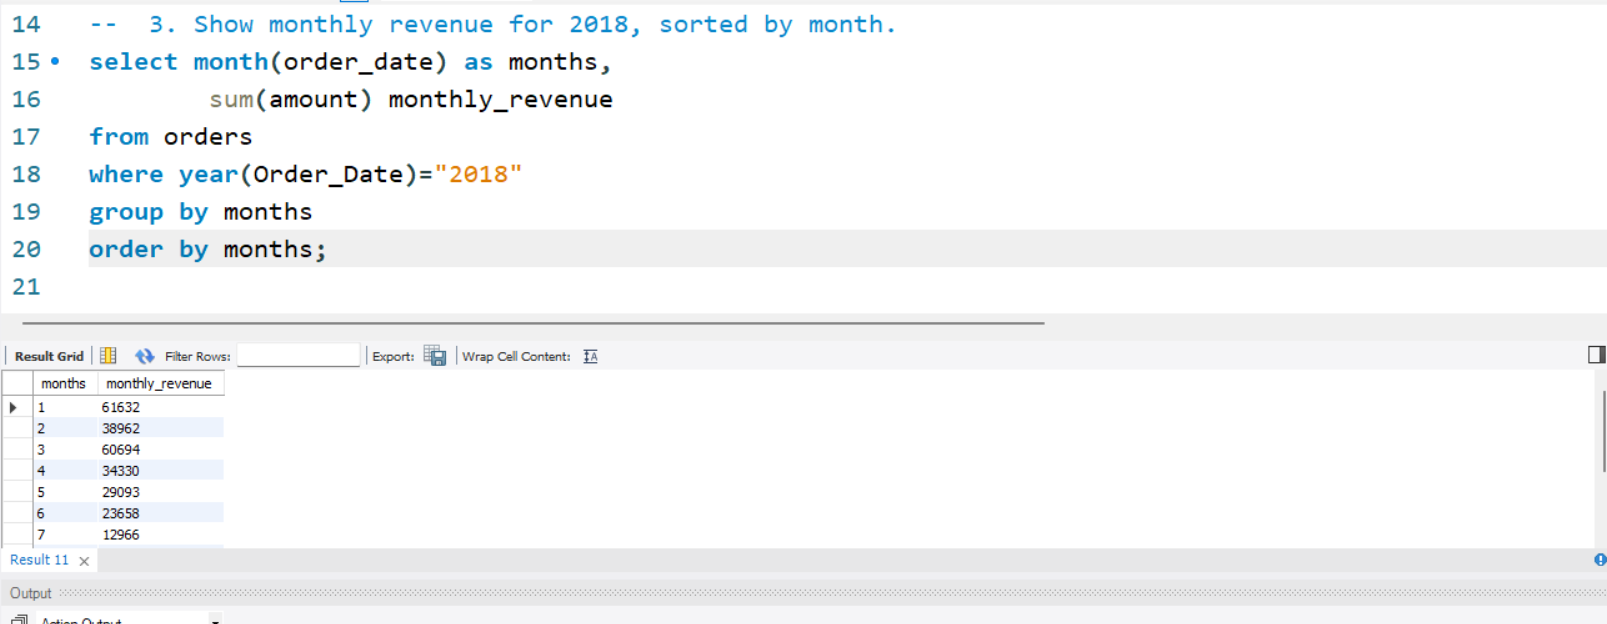 14 -- 3. Show monthly revenue for 2018, sorted by month.
15 select month(order_date) as months,
16 sum(amount) monthly_revenue
17 from orders
18 where year(Order_Date)="2018"
19 group by months
20 order by months;
21
Result Grid Filter Rows: Export: Wrap Cell Content:
months monthly_revenue
1 61632
2 38962
3 60694
4 34330
5 29093
6 23658
7 12966
Result 11
Output
Action Output